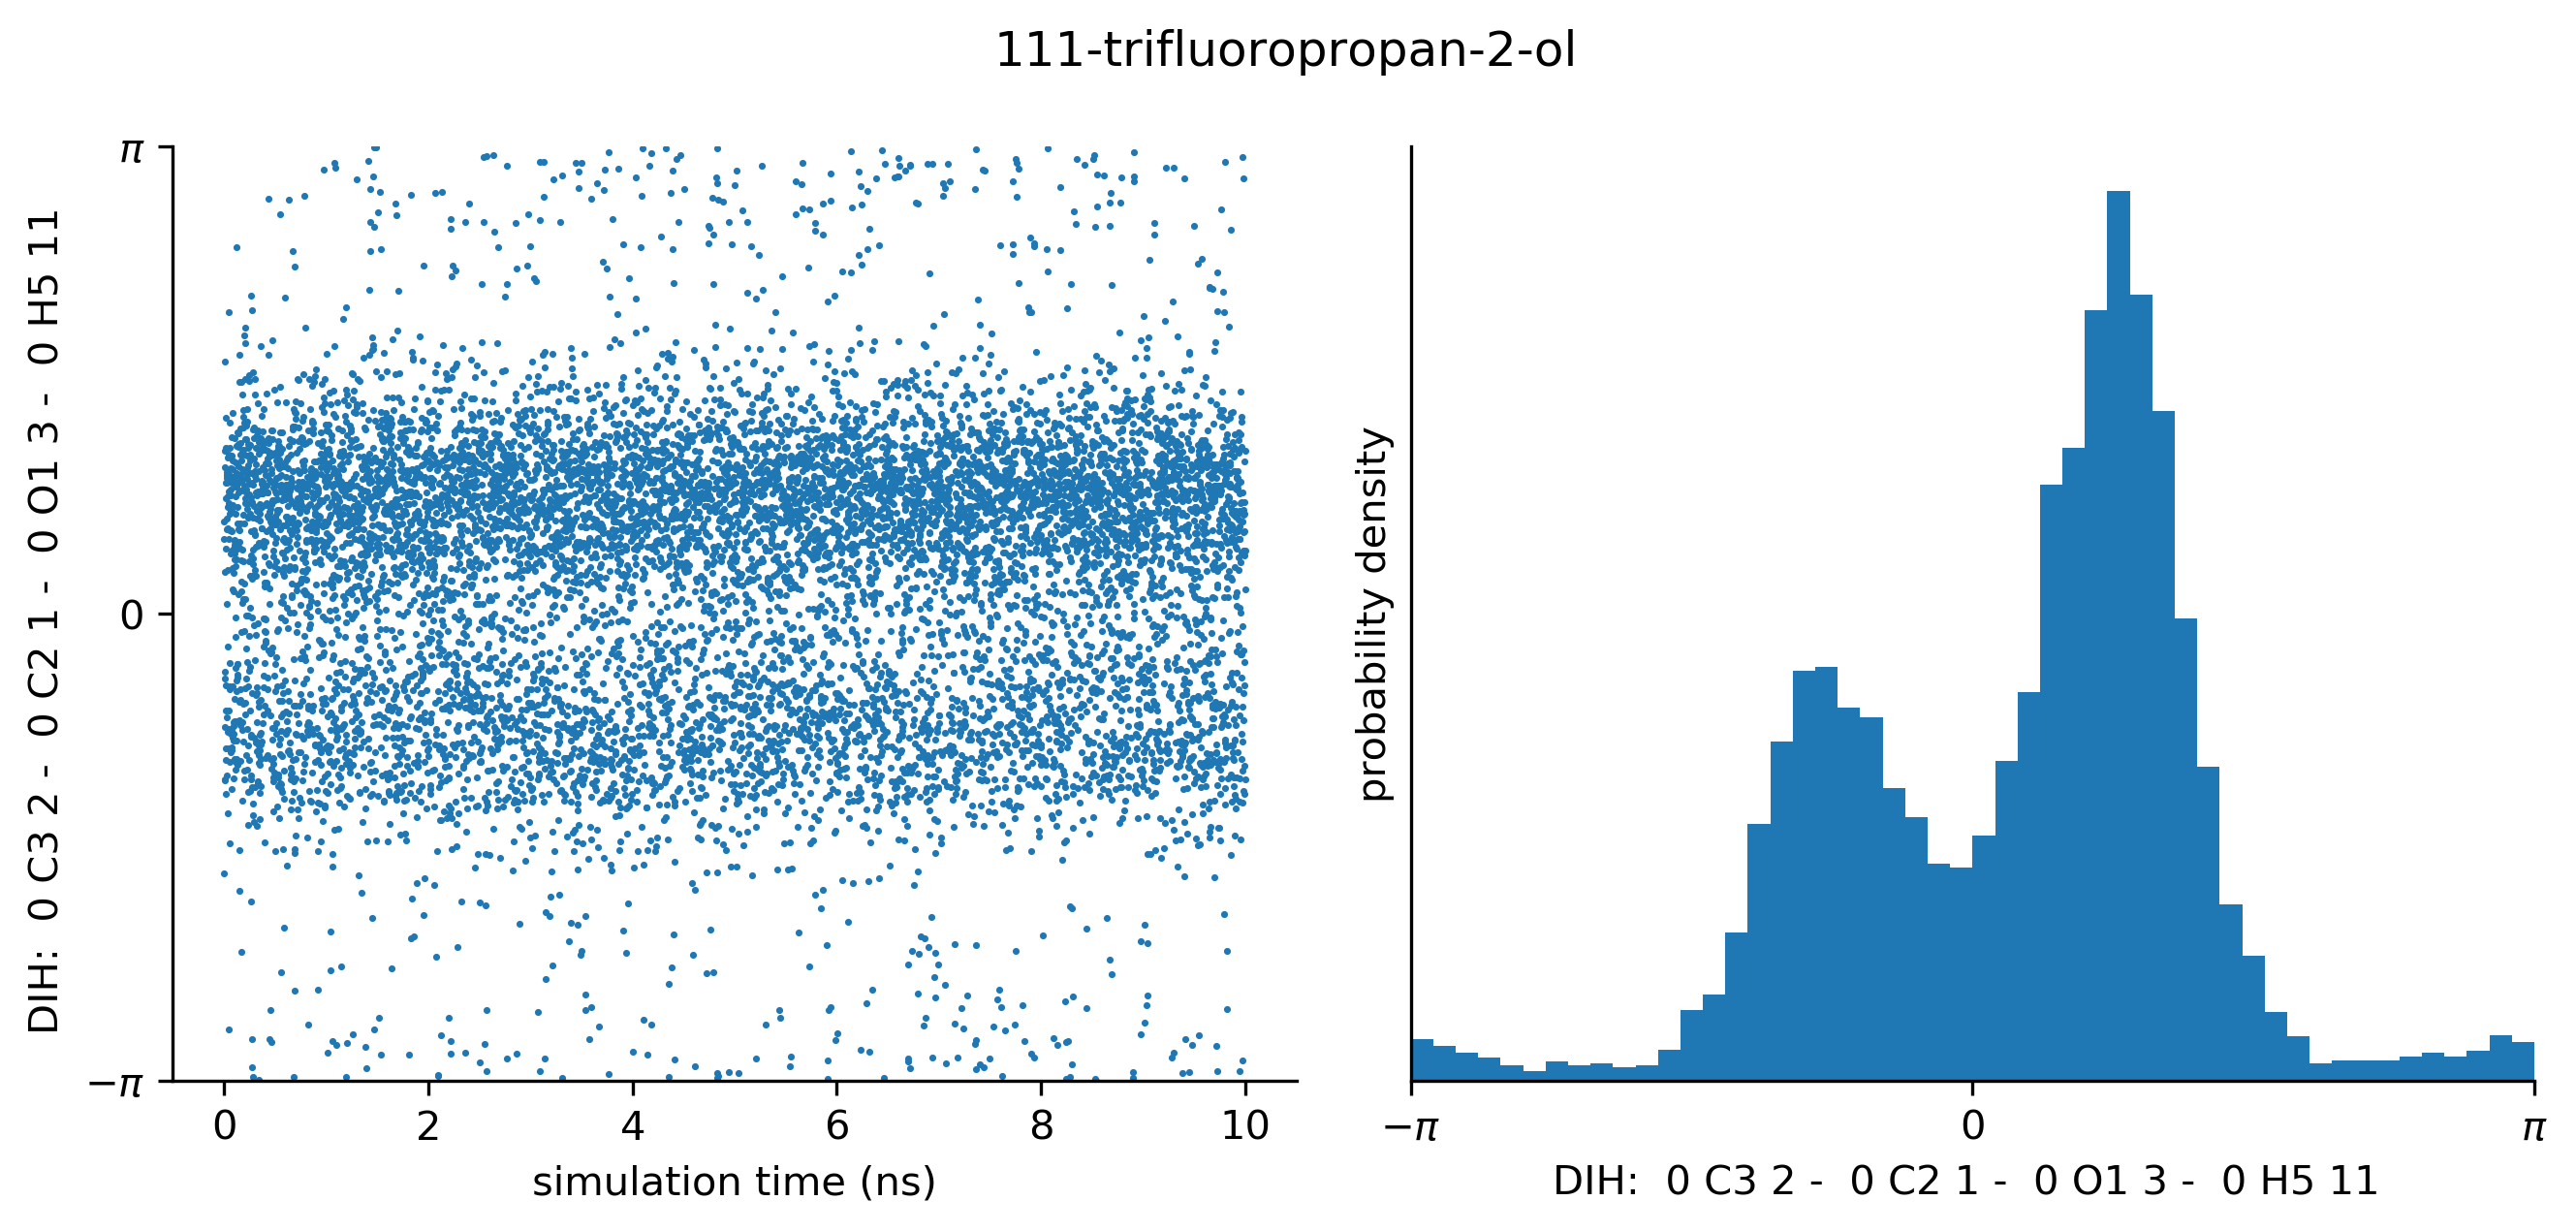 111-trifluoropropan-2-ol
DIH:  0 C3 2 -  0 C2 1 -  0 O1 3 -  0 H5 11
π
0
−π
0 2 4 6 8 10
simulation time (ns)
probability density
−π 0 π
DIH:  0 C3 2 -  0 C2 1 -  0 O1 3 -  0 H5 11